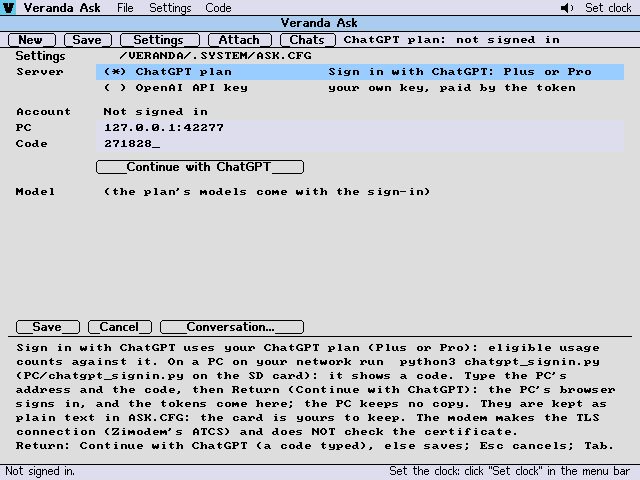 V Veranda Ask File Settings Code Set clock
Veranda Ask
New Save Settings Attach Chats ChatGPT plan: not signed in
Settings /VERANDA/.SYSTEM/ASK.CFG
Server (*) ChatGPT plan Sign in with ChatGPT: Plus or Pro
( ) OpenAI API key your own key, paid by the token
Account Not signed in
PC 127.0.0.1:42277
Code 271828_
Continue with ChatGPT
Model (the plan's models come with the sign-in)
Save Cancel Conversation...
Sign in with ChatGPT uses your ChatGPT plan (Plus or Pro): eligible usage
counts against it. On a PC on your network run python3 chatgpt_signin.py
(PC/chatgpt_signin.py on the SD card): it shows a code. Type the PC's
address and the code, then Return (Continue with ChatGPT): the PC's browser
signs in, and the tokens come here; the PC keeps no copy. They are kept as
plain text in ASK.CFG: the card is yours to keep. The modem makes the TLS
connection (Zimodem's ATCS) and does NOT check the certificate.
Return: Continue with ChatGPT (a code typed), else saves; Esc cancels; Tab.
Not signed in. Set the clock: click "Set clock" in the menu bar